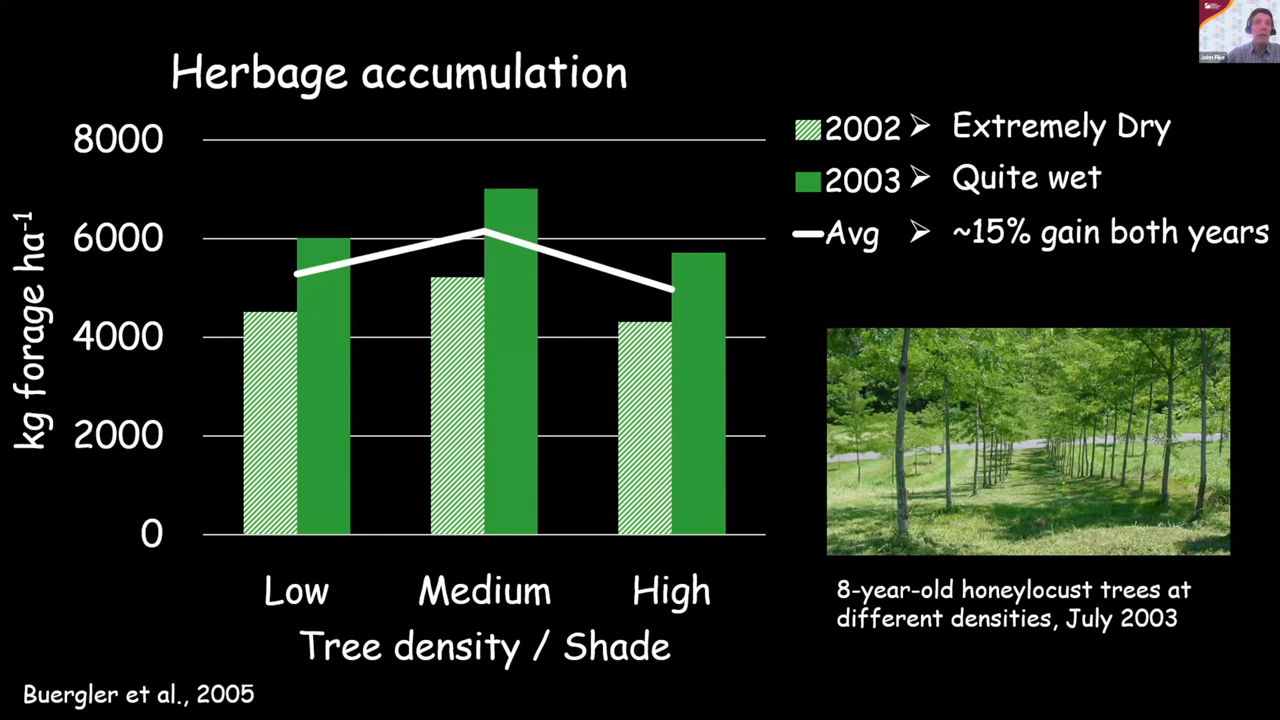 Herbage accumulation
8000
6000
4000
2000
0
kg forage ha-1
Low Medium High
Tree density / Shade
2002 ➢ Extremely Dry
2003 ➢ Quite wet
Avg ➢ ~15% gain both years
8-year-old honeylocust trees at
different densities, July 2003
Buergler et al., 2005